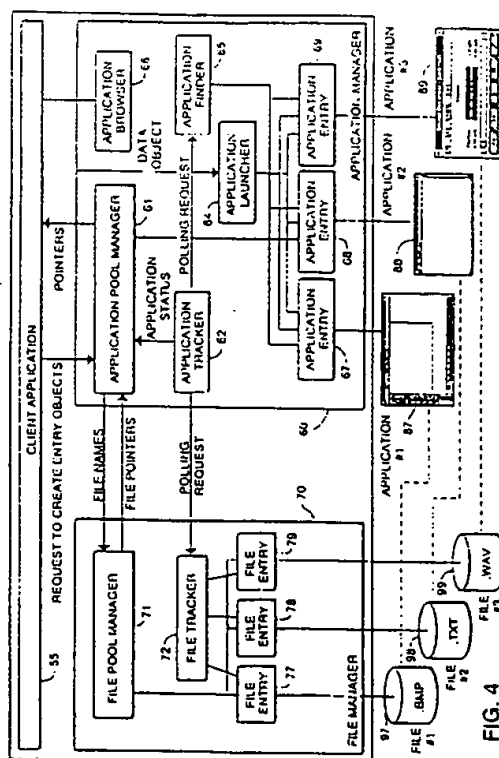 CLIENT APPLICATION
55
REQUEST TO CREATE ENTRY OBJECTS
POINTERS
FILE POOL MANAGER
71
FILE NAMES
FILE POINTERS
APPLICATION POOL MANAGER
61
APPLICATION BROWSER
66
DATA OBJECT
FILE TRACKER
72
POLLING REQUEST
APPLICATION TRACKER
62
APPLICATION STATUS
POLLING REQUEST
APPLICATION LAUNCHER
64
APPLICATION FINDER
65
FILE ENTRY
77
FILE ENTRY
78
FILE ENTRY
79
FILE MANAGER
70
APPLICATION ENTRY
67
APPLICATION ENTRY
68
APPLICATION ENTRY
69
APPLICATION MANAGER
60
APPLICATION #1
87
APPLICATION #2
88
APPLICATION #3
89
97
.BMP
FILE #1
98
.TXT
FILE #2
99
.WAV
FILE #3
FIG. 4